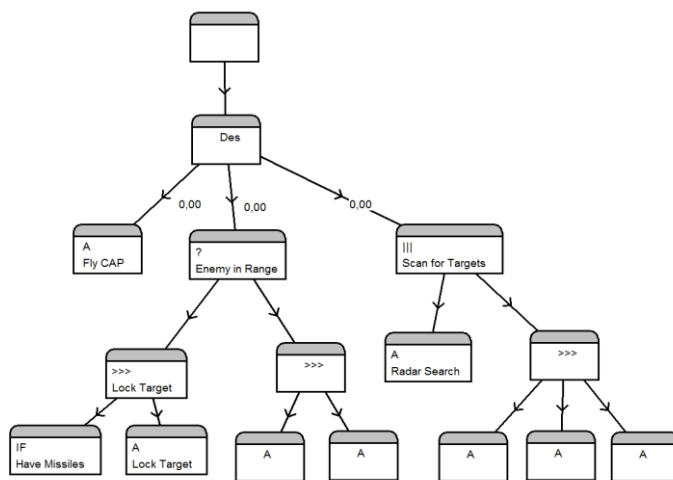 Des
0,00
0,00
0,00
A
Fly CAP
?
Enemy in Range
|||
Scan for Targets
>>>
Lock Target
>>>
A
Radar Search
>>>
IF
Have Missiles
A
Lock Target
A
A
A
A
A